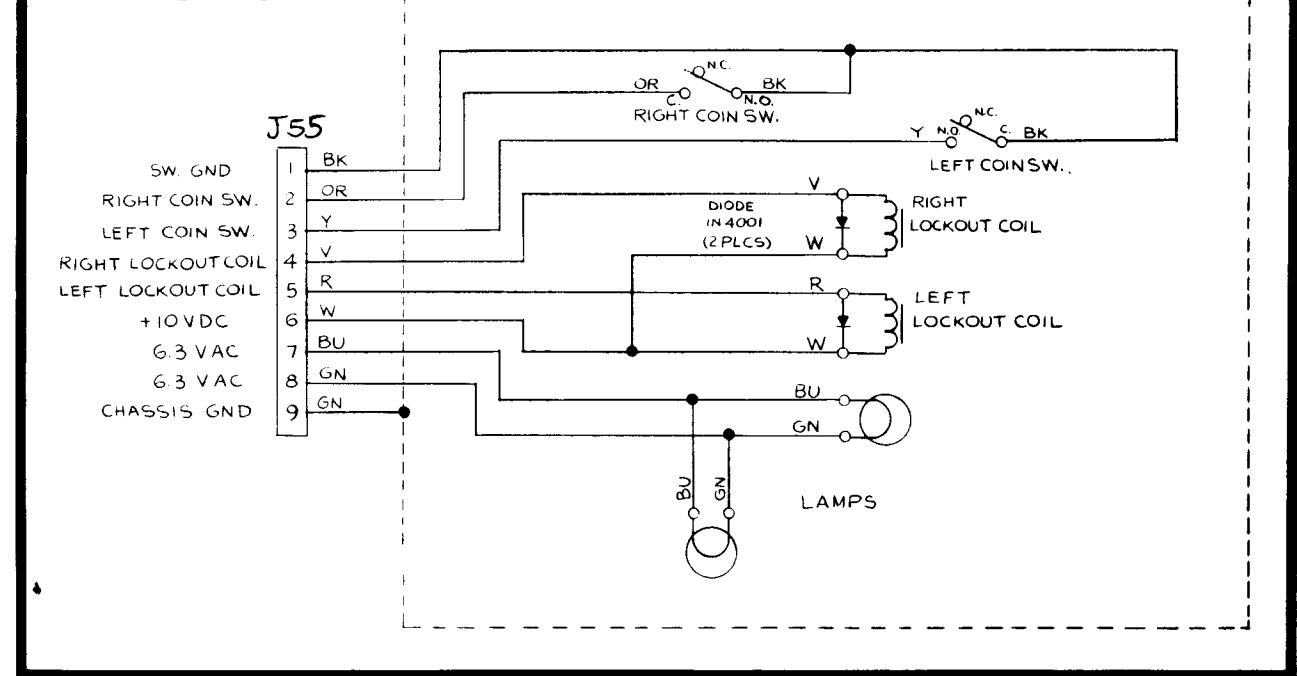 J55
SW. GND 1 BK
RIGHT COIN SW. 2 OR
LEFT COIN SW. 3 Y
RIGHT LOCKOUT COIL 4 V
LEFT LOCKOUT COIL 5 R
+10VDC 6 W
6.3 VAC 7 BU
6.3 VAC 8 GN
CHASSIS GND 9 GN
N.C.
OR C. N.O. BK
RIGHT COIN SW.
N.C.
Y N.O. C. BK
LEFT COIN SW.
V
DIODE
IN 4001
(2 PLCS)
W
RIGHT
LOCKOUT COIL
R
W
LEFT
LOCKOUT COIL
BU
GN
BU
GN
LAMPS